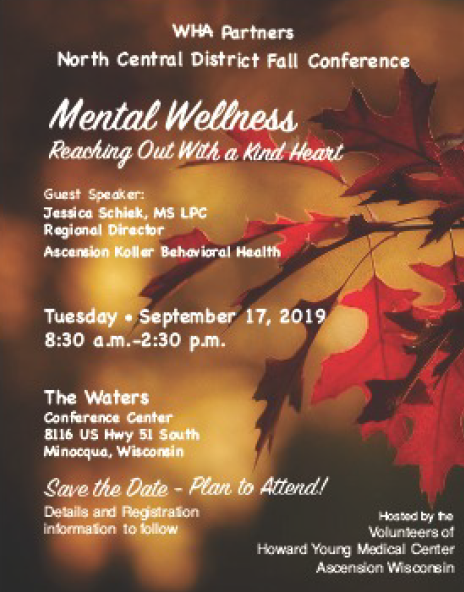 WHA Partners
North Central District Fall Conference
Mental Wellness
Reaching Out With a Kind Heart
Guest Speaker:
Jessica Schiek, MS LPC
Regional Director
Ascension Koller Behavioral Health
Tuesday • September 17, 2019
8:30 a.m.-2:30 p.m.
The Waters
Conference Center
8116 US Hwy 51 South
Minocqua, Wisconsin
Save the Date - Plan to Attend!
Details and Registration
information to follow
Hosted by the
Volunteers of
Howard Young Medical Center
Ascension Wisconsin